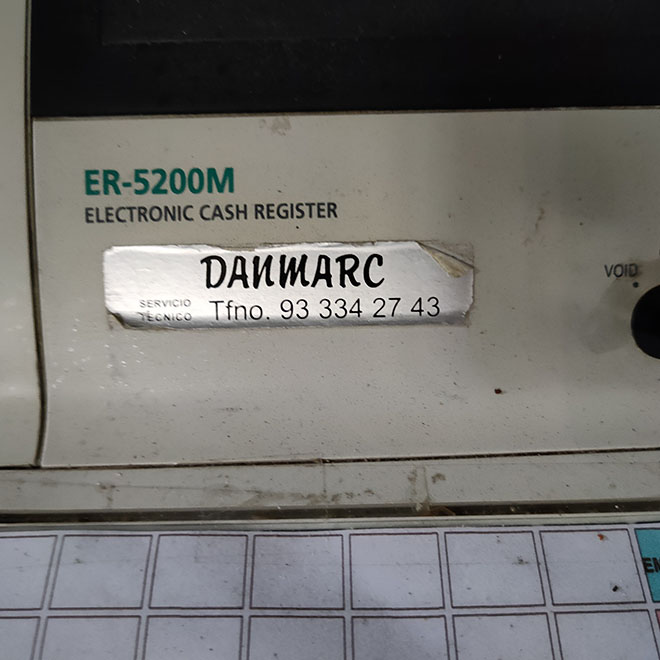 ER-5200M
ELECTRONIC CASH REGISTER
DANMARC
SERVICIO
TÉCNICO Tfno. 93 334 27 43
VOID